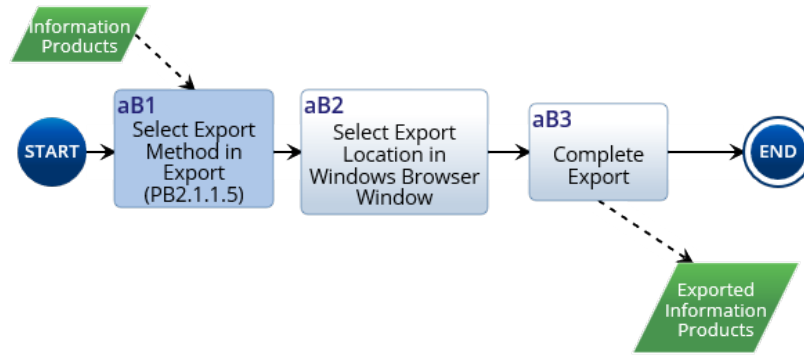 Information
Products
START
aB1
Select Export
Method in
Export
(PB2.1.1.5)
aB2
Select Export
Location in
Windows Browser
Window
aB3
Complete
Export
END
Exported
Information
Products